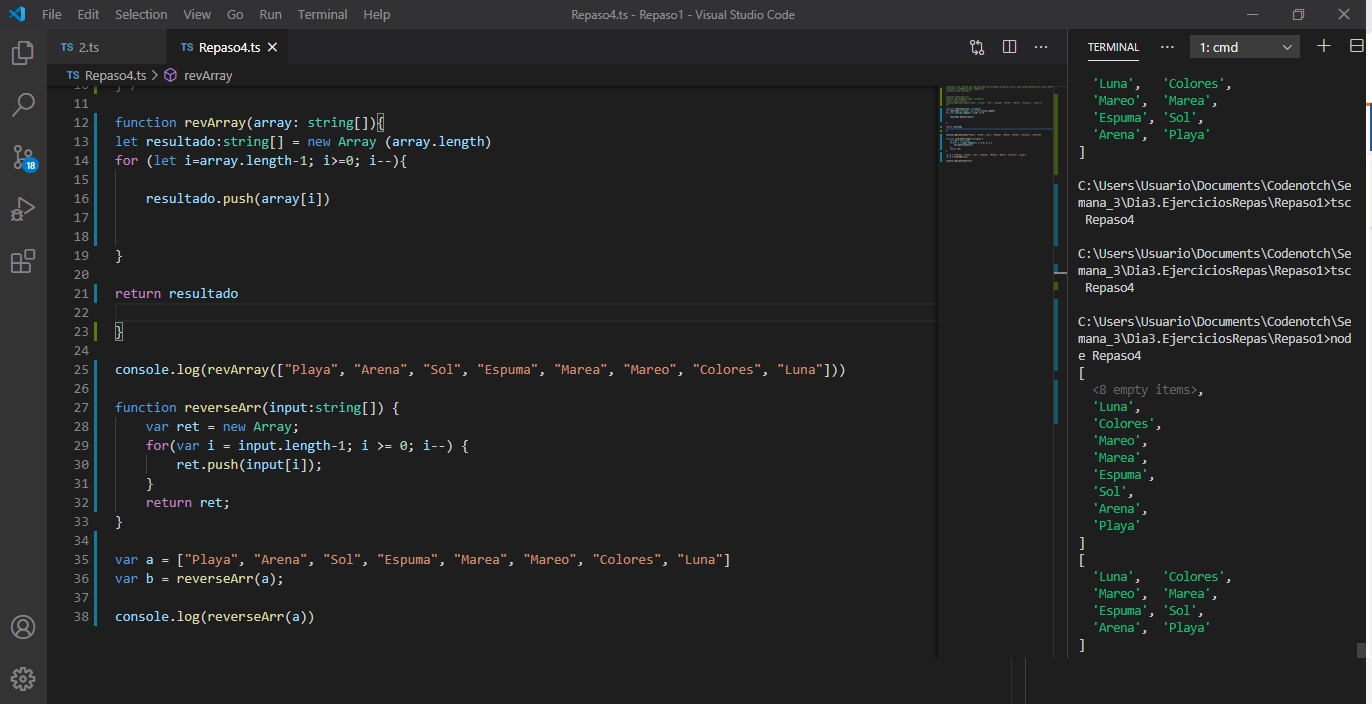 File Edit Selection View Go Run Terminal Help Repaso4.ts - Repaso1 - Visual Studio Code
TS 2.ts
TS Repaso4.ts
TS Repaso4.ts > revArray
11
12 function revArray(array: string[]){
13 let resultado:string[] = new Array (array.length)
14 for (let i=array.length-1; i>=0; i--){
15
16 resultado.push(array[i])
17
18
19 }
20
21 return resultado
22
23 }
24
25 console.log(revArray(["Playa", "Arena", "Sol", "Espuma", "Marea", "Mareo", "Colores", "Luna"]))
26
27 function reverseArr(input:string[]) {
28 var ret = new Array;
29 for(var i = input.length-1; i >= 0; i--) {
30 ret.push(input[i]);
31 }
32 return ret;
33 }
34
35 var a = ["Playa", "Arena", "Sol", "Espuma", "Marea", "Mareo", "Colores", "Luna"]
36 var b = reverseArr(a);
37
38 console.log(reverseArr(a))
18
TERMINAL
1: cmd
'Luna', 'Colores',
'Mareo', 'Marea',
'Espuma', 'Sol',
'Arena', 'Playa'
]
C:\Users\Usuario\Documents\Codenotch\Se
mana_3\Dia3.EjerciciosRepas\Repaso1>tsc
Repaso4
C:\Users\Usuario\Documents\Codenotch\Se
mana_3\Dia3.EjerciciosRepas\Repaso1>tsc
Repaso4
C:\Users\Usuario\Documents\Codenotch\Se
mana_3\Dia3.EjerciciosRepas\Repaso1>nod
e Repaso4
[
<8 empty items>,
'Luna',
'Colores',
'Mareo',
'Marea',
'Espuma',
'Sol',
'Arena',
'Playa'
]
[
'Luna', 'Colores',
'Mareo', 'Marea',
'Espuma', 'Sol',
'Arena', 'Playa'
]